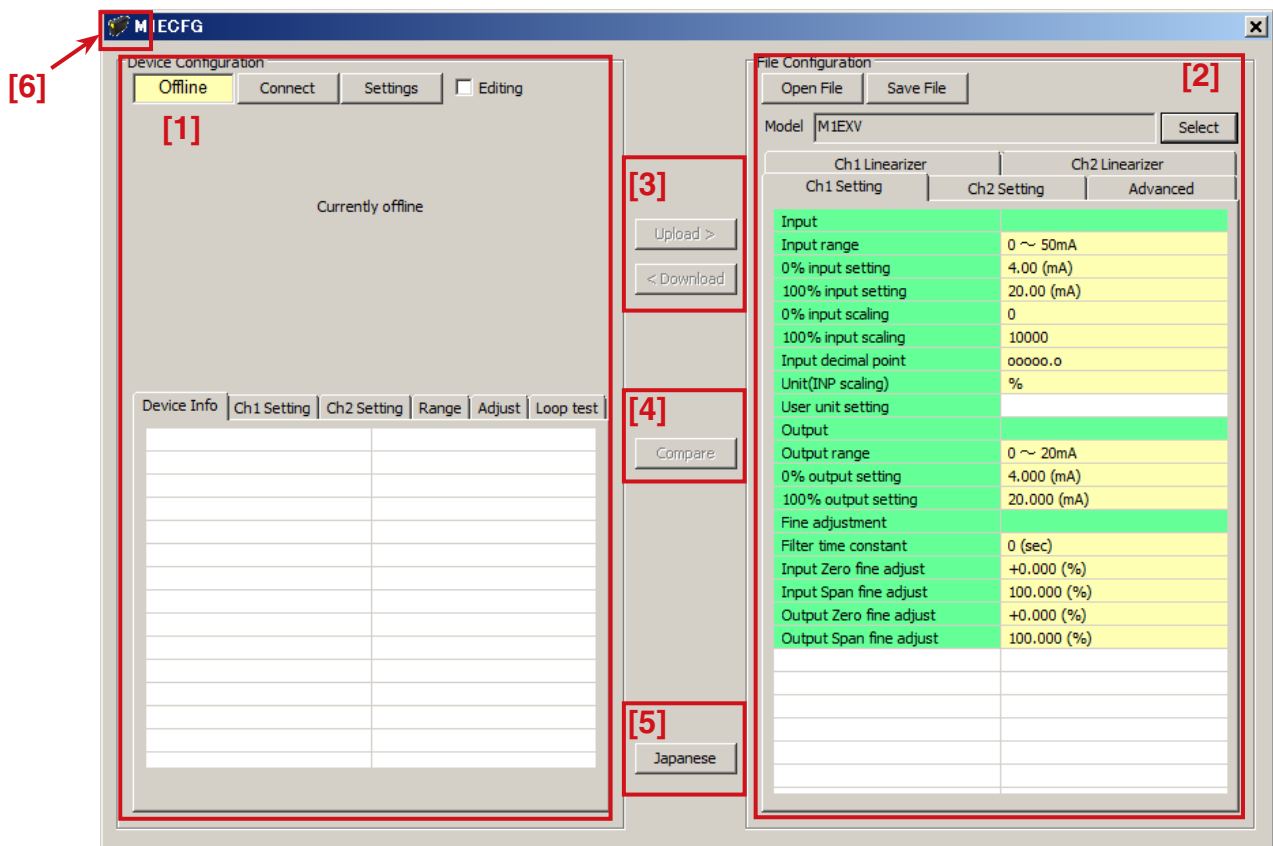 M1ECFG
[6]
Device Configuration
Offline
Connect
Settings
Editing
[1]
Currently offline
Device Info
Ch1 Setting
Ch2 Setting
Range
Adjust
Loop test
[3]
Upload >
< Download
[4]
Compare
[5]
Japanese
File Configuration
[2]
Open File
Save File
Model
M1EXV
Select
Ch1 Linearizer
Ch2 Linearizer
Ch1 Setting
Ch2 Setting
Advanced
Input
Input range 0 ～ 50mA
0% input setting 4.00 (mA)
100% input setting 20.00 (mA)
0% input scaling 0
100% input scaling 10000
Input decimal point ooooo.o
Unit(INP scaling) %
User unit setting
Output
Output range 0 ～ 20mA
0% output setting 4.000 (mA)
100% output setting 20.000 (mA)
Fine adjustment
Filter time constant 0 (sec)
Input Zero fine adjust +0.000 (%)
Input Span fine adjust 100.000 (%)
Output Zero fine adjust +0.000 (%)
Output Span fine adjust 100.000 (%)